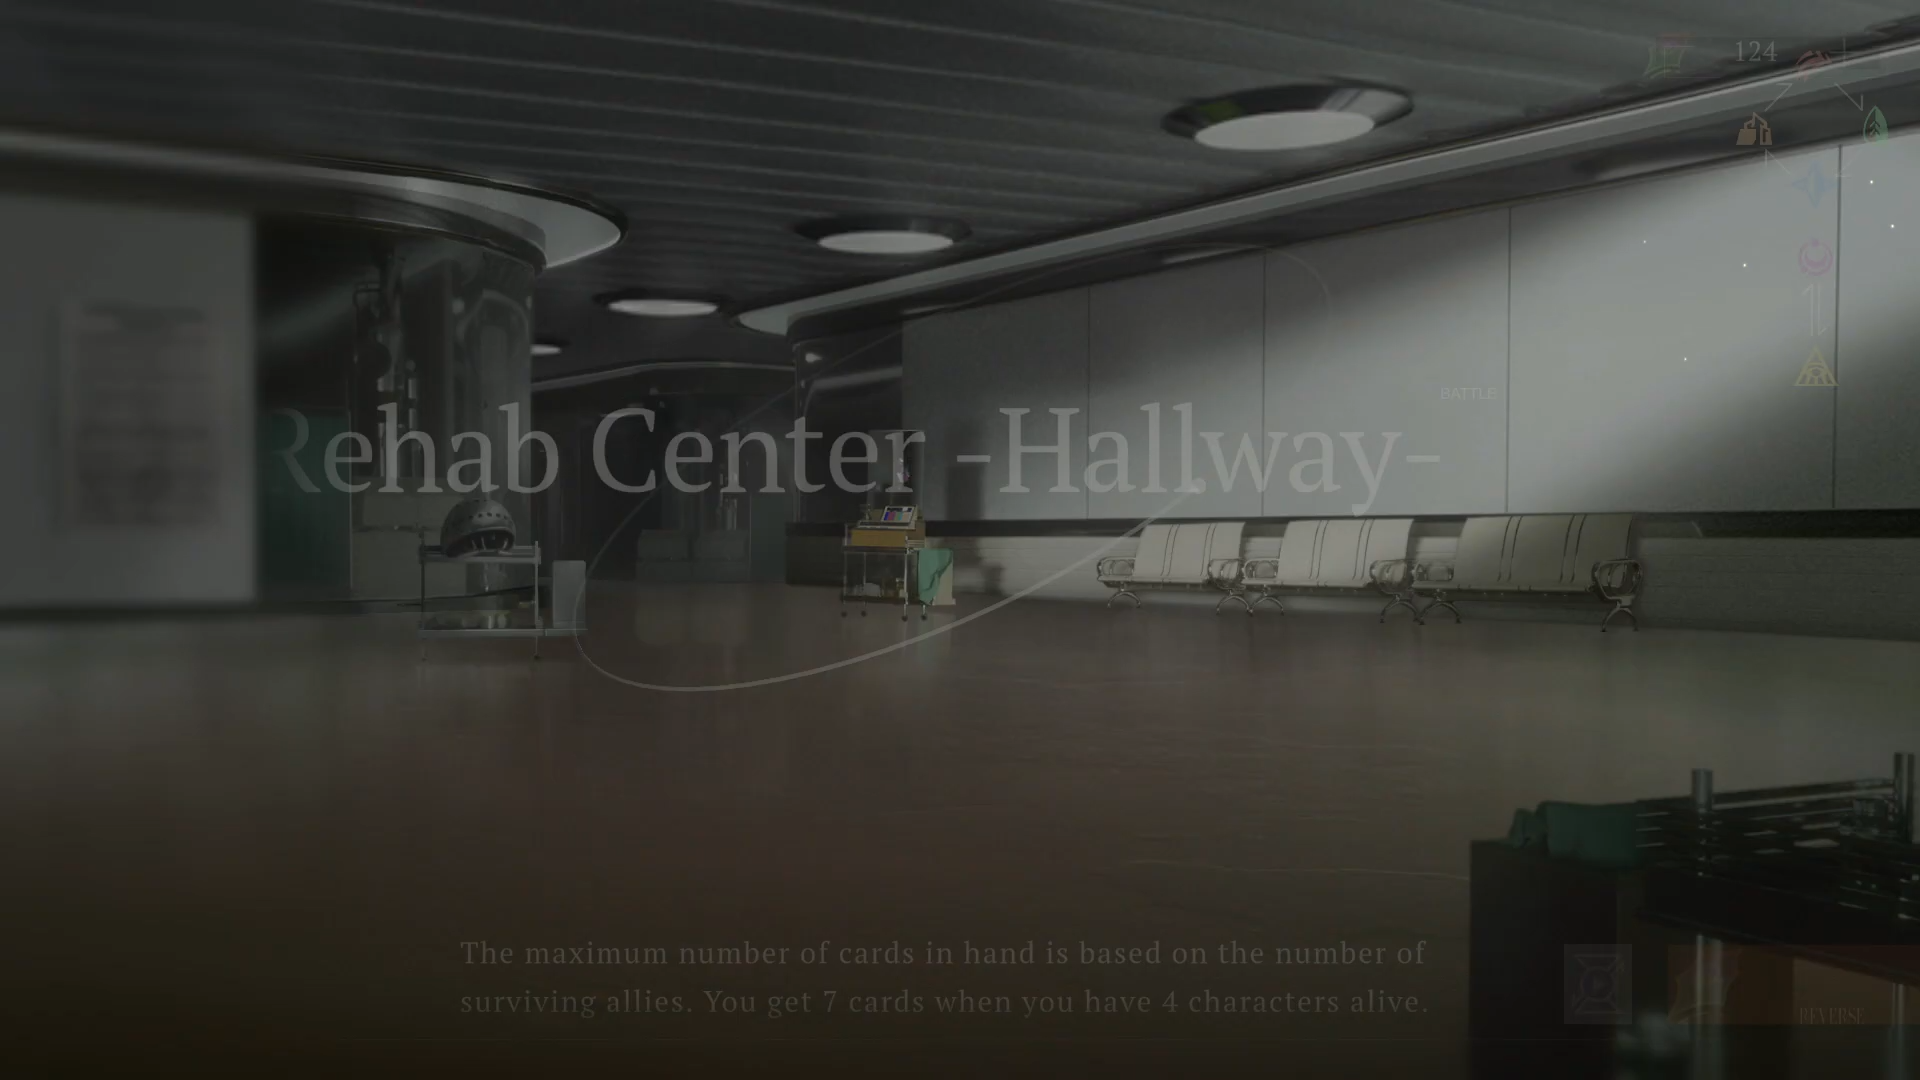 124
BATTLE
Rehab Center -Hallway-
The maximum number of cards in hand is based on the number of
surviving allies. You get 7 cards when you have 4 characters alive.
REVERSE